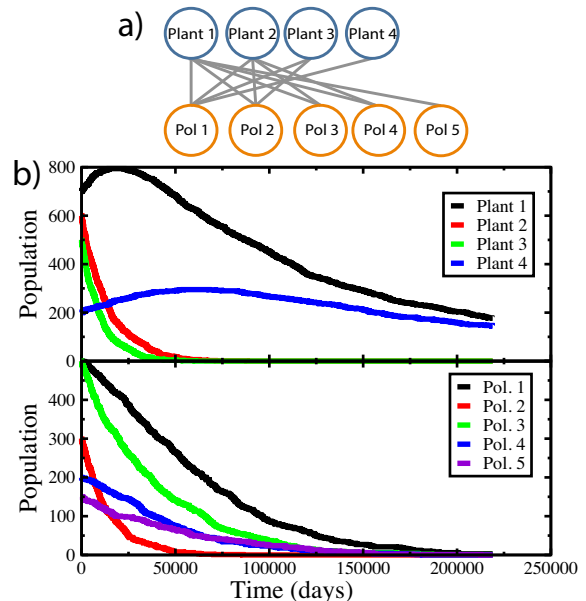 a)
Plant 1 Plant 2 Plant 3 Plant 4
Pol 1 Pol 2 Pol 3 Pol 4 Pol 5
b)
800
600
400
200
0
Population
Plant 1
Plant 2
Plant 3
Plant 4
400
300
200
100
0
Population
Pol. 1
Pol. 2
Pol. 3
Pol. 4
Pol. 5
0 50000 100000 150000 200000 250000
Time (days)